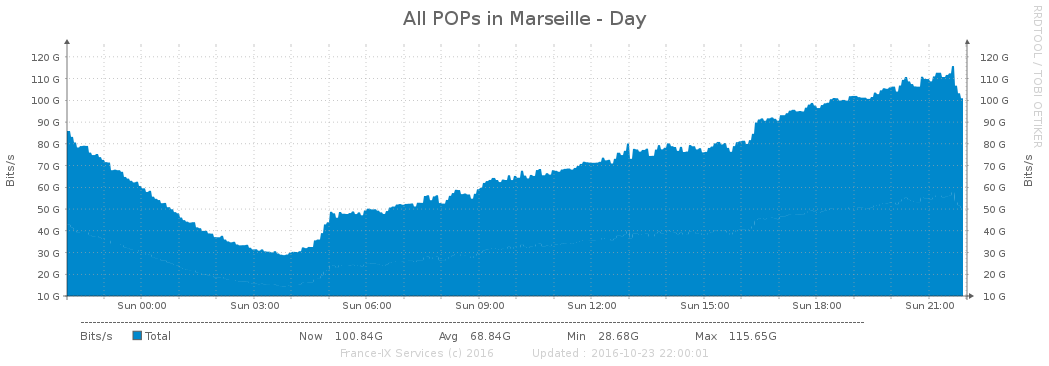 All POPs in Marseille - Day
RRDTOOL / TOBI OETIKER
Bits/s
120 G
110 G
100 G
90 G
80 G
70 G
60 G
50 G
40 G
30 G
20 G
10 G
120 G
110 G
100 G
90 G
80 G
70 G
60 G
50 G
40 G
30 G
20 G
10 G
Bits/s
Sun 00:00 Sun 03:00 Sun 06:00 Sun 09:00 Sun 12:00 Sun 15:00 Sun 18:00 Sun 21:00
Bits/s Total Now 100.84G Avg 68.84G Min 28.68G Max 115.65G
France-IX Services (c) 2016 Updated : 2016-10-23 22:00:01